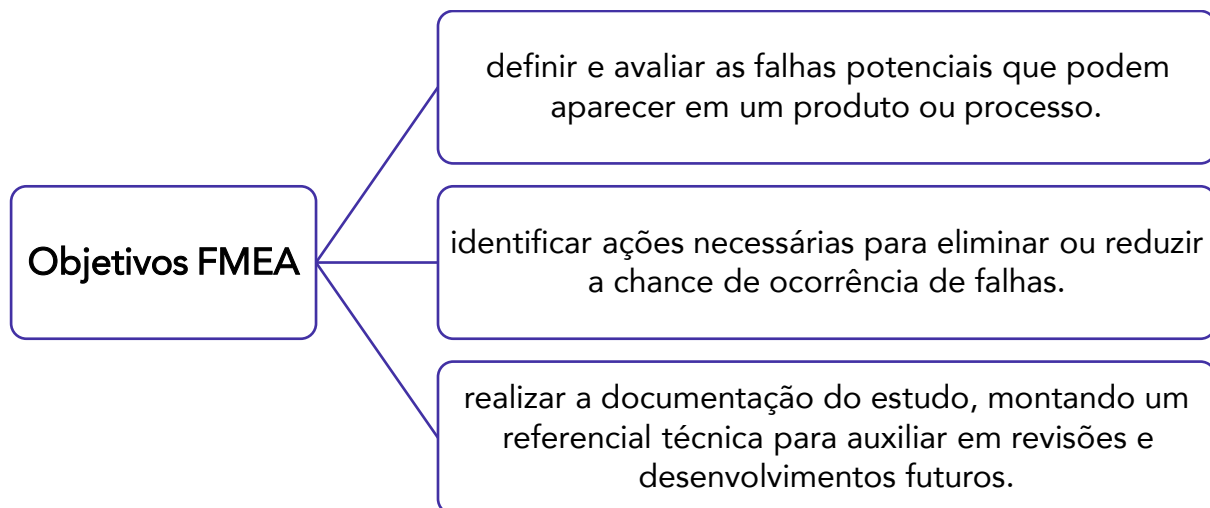 Objetivos FMEA
definir e avaliar as falhas potenciais que podem
aparecer em um produto ou processo.
identificar ações necessárias para eliminar ou reduzir
a chance de ocorrência de falhas.
realizar a documentação do estudo, montando um
referencial técnica para auxiliar em revisões e
desenvolvimentos futuros.